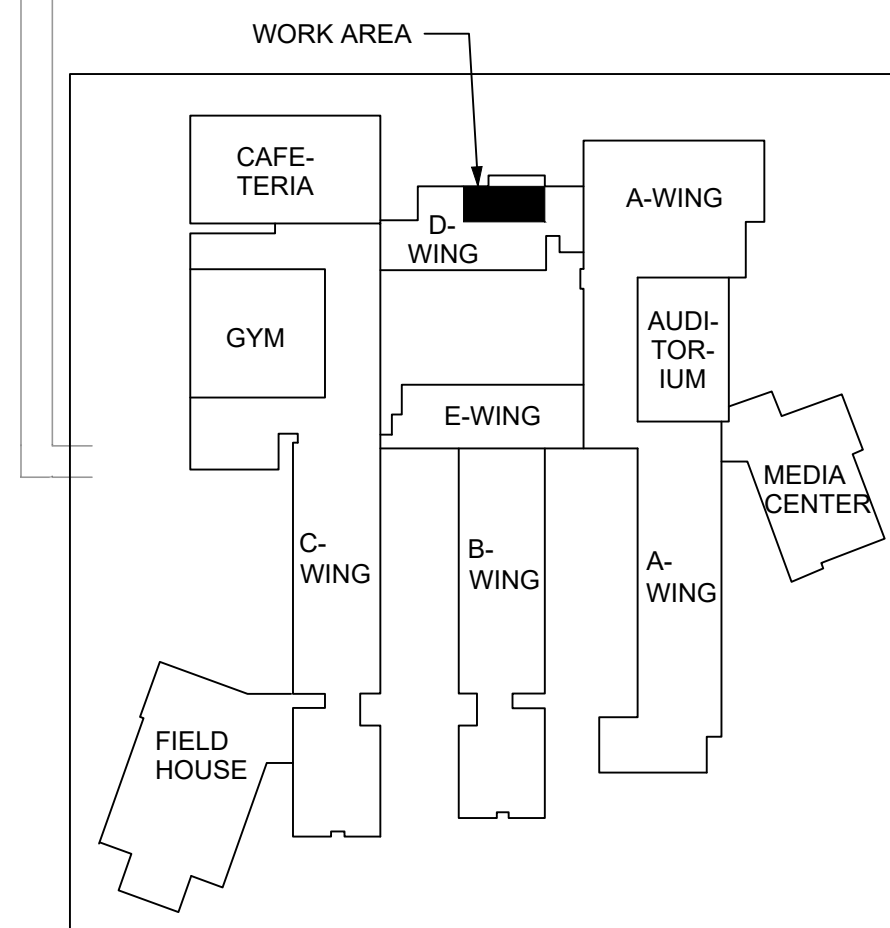 WORK AREA
CAFE-
TERIA
A-WING
D-
WING
GYM
AUDI-
TOR-
IUM
E-WING
MEDIA
CENTER
C-
WING
B-
WING
A-
WING
FIELD
HOUSE